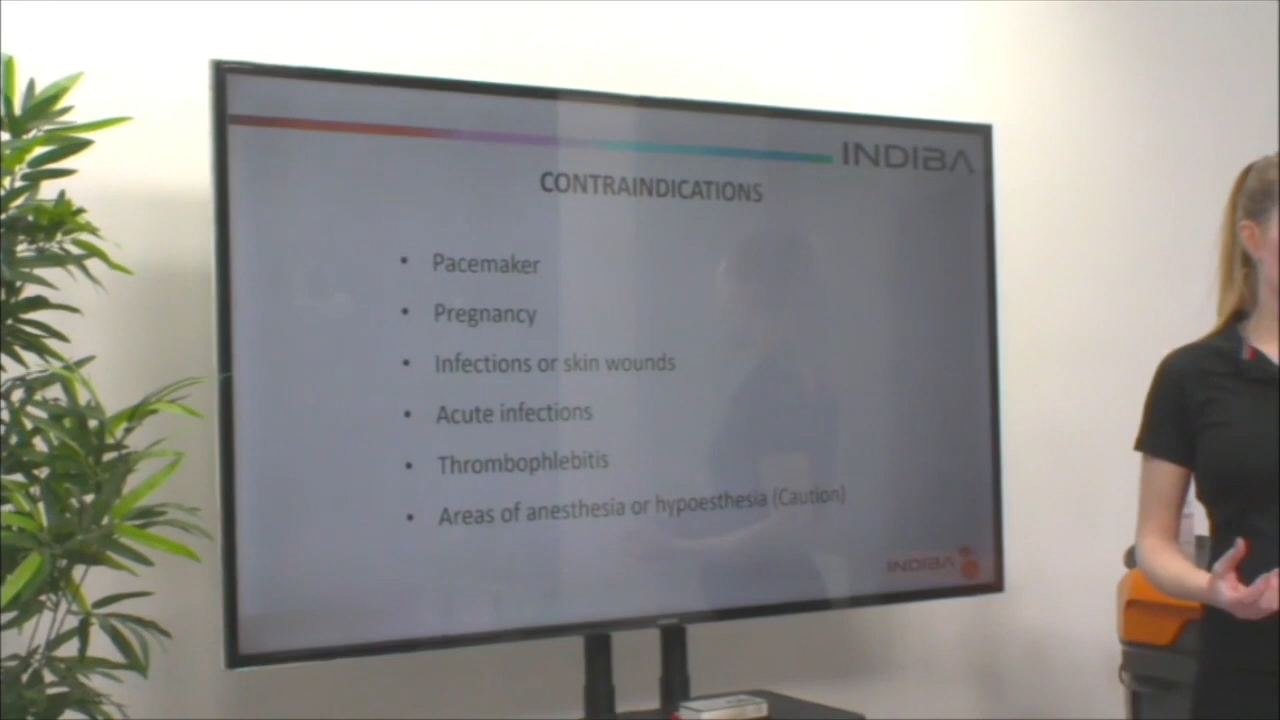 INDIBA
CONTRAINDICATIONS
• Pacemaker
• Pregnancy
• Infections or skin wounds
• Acute infections
• Thrombophlebitis
• Areas of anesthesia or hypoesthesia (Caution)
INDIBA